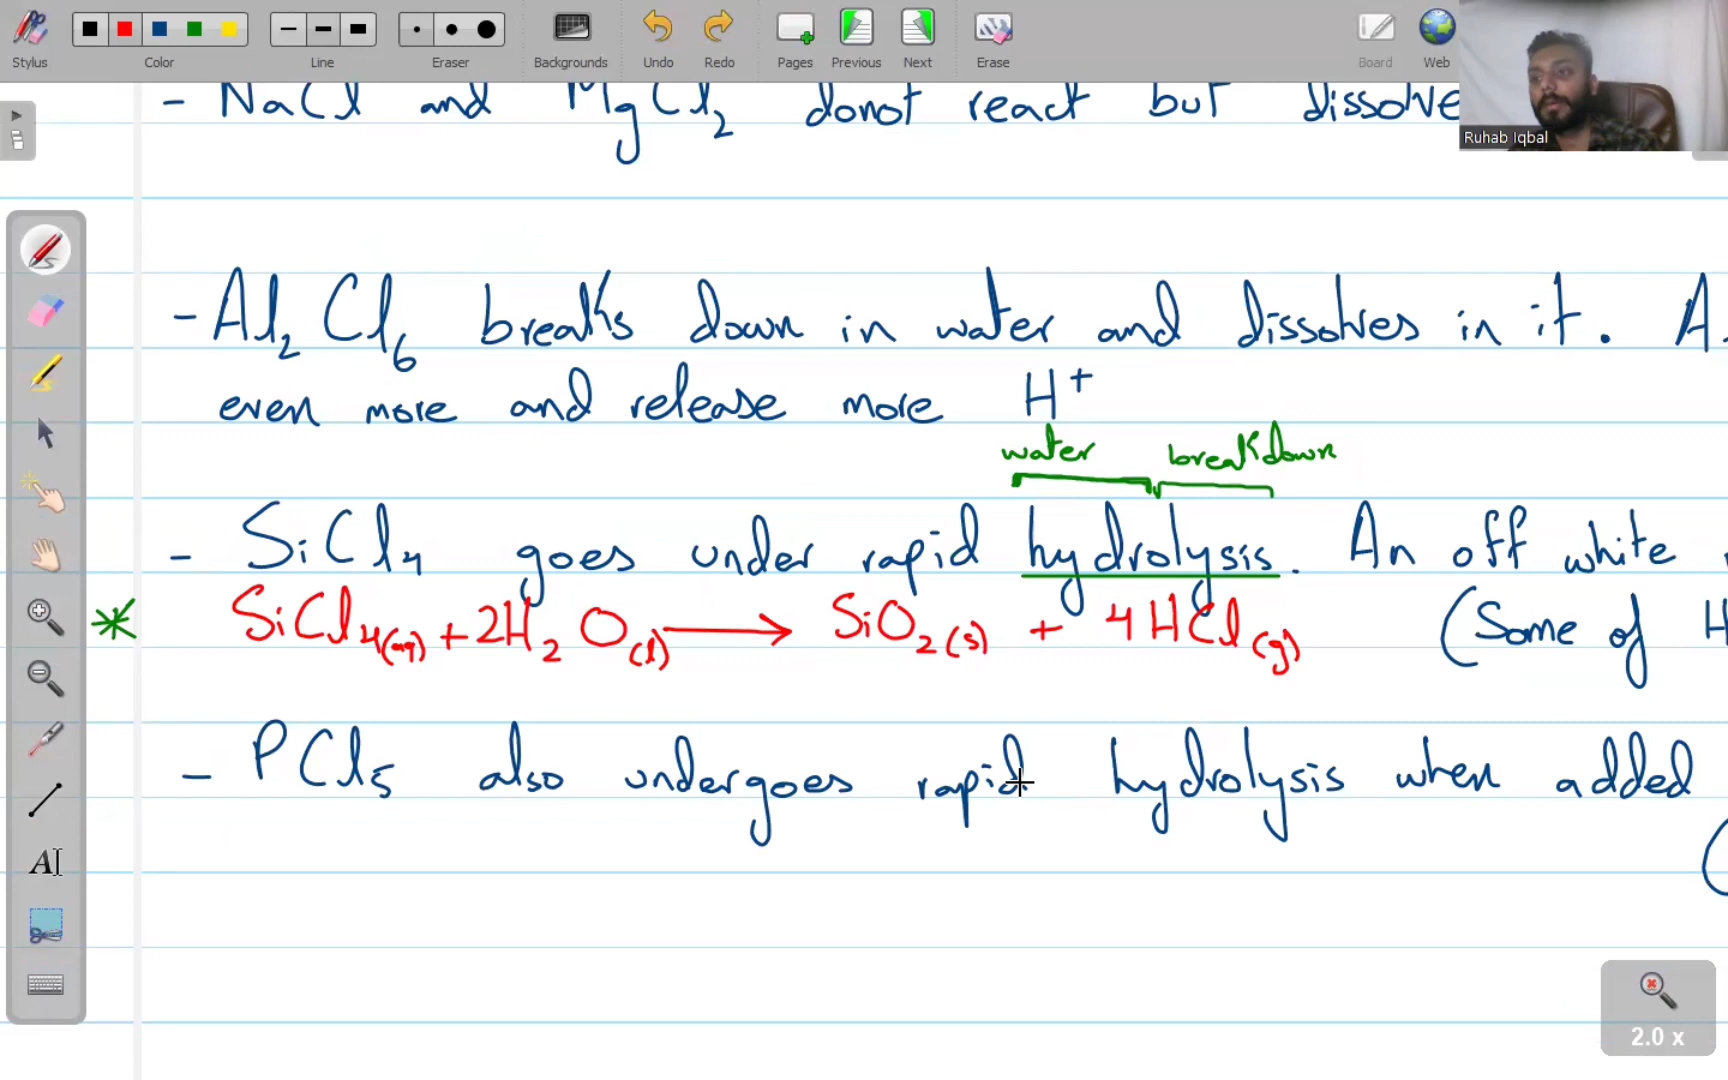 Stylus Color Line Eraser Backgrounds Undo Redo Pages Previous Next Erase Board Web
Ruhab Iqbal
- NaCl and MgCl2 donot react but dissolve
- Al2Cl6 breaks down in water and dissolves in it.
even more and release more H+
water breakdown
- SiCl4 goes under rapid hydrolysis. An off white
* SiCl4(aq) + 2H2O(l) → SiO2(s) + 4HCl(g) (Some of H
- PCl5 also undergoes rapid hydrolysis when added
(
2.0 x